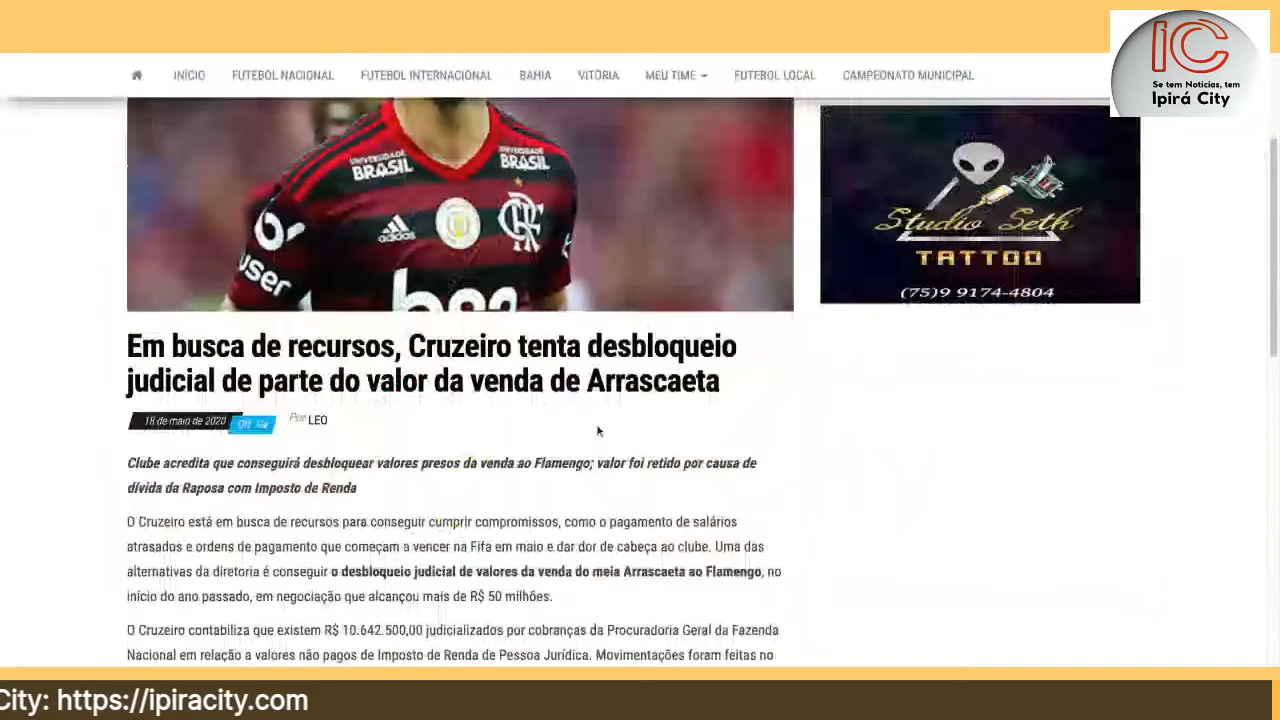 INÍCIO FUTEBOL NACIONAL FUTEBOL INTERNACIONAL BAHIA VITÓRIA MEU TIME FUTEBOL LOCAL CAMPEONATO MUNICIPAL
IC
Se tem Notícias, tem
Ipirá City
UNIVERSIDADE
BRASIL
UNIVERSIDADE
BRASIL
adidas
user
Studio Seth
TATTOO
(75)9 9174-4804
Em busca de recursos, Cruzeiro tenta desbloqueio
judicial de parte do valor da venda de Arrascaeta
18 de maio de 2020 Off Por LEO
Clube acredita que conseguirá desbloquear valores presos da venda ao Flamengo; valor foi retido por causa de
dívida da Raposa com Imposto de Renda
O Cruzeiro está em busca de recursos para conseguir cumprir compromissos, como o pagamento de salários
atrasados e ordens de pagamento que começam a vencer na Fifa em maio e dar dor de cabeça ao clube. Uma das
alternativas da diretoria é conseguir o desbloqueio judicial de valores da venda do meia Arrascaeta ao Flamengo, no
início do ano passado, em negociação que alcançou mais de R$ 50 milhões.
O Cruzeiro contabiliza que existem R$ 10.642.500,00 judicializados por cobranças da Procuradoria Geral da Fazenda
Nacional em relação a valores não pagos de Imposto de Renda de Pessoa Jurídica. Movimentações foram feitas no
City: https://ipiracity.com